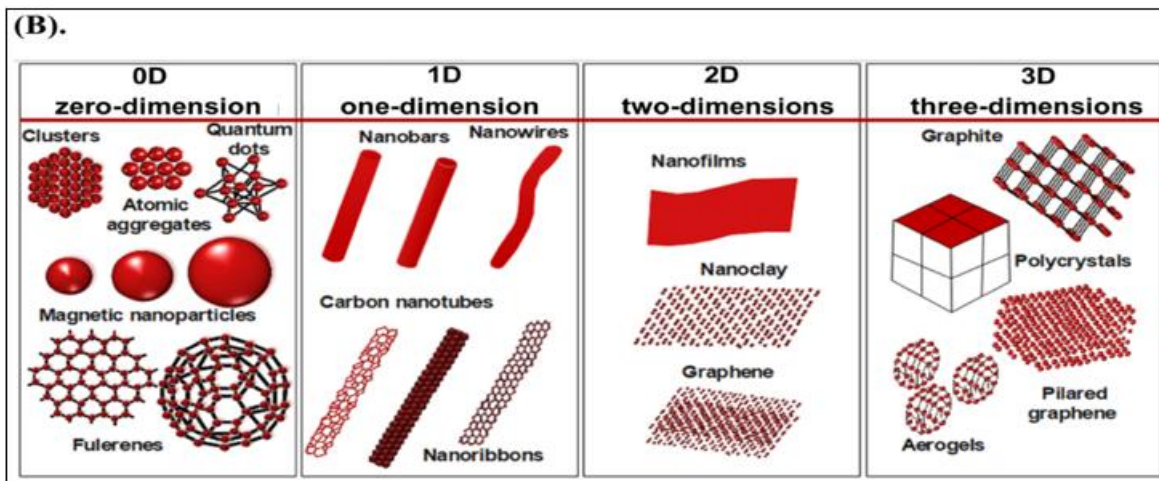 (B).
0D
zero-dimension
Clusters
Quantum
dots
Atomic
aggregates
Magnetic nanoparticles
Fulerenes
1D
one-dimension
Nanobars
Nanowires
Carbon nanotubes
Nanoribbons
2D
two-dimensions
Nanofilms
Nanoclay
Graphene
3D
three-dimensions
Graphite
Polycrystals
Pilared
graphene
Aerogels